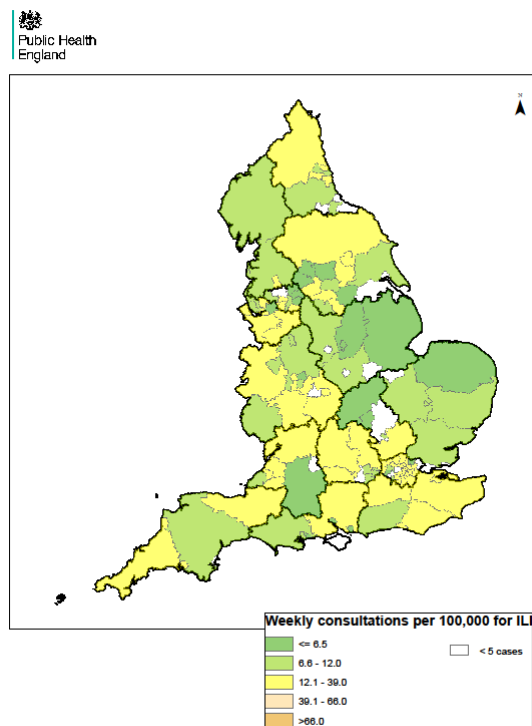 Public Health
England
N
Weekly consultations per 100,000 for ILI
<= 6.5
< 5 cases
6.6 - 12.0
12.1 - 39.0
39.1 - 66.0
>66.0